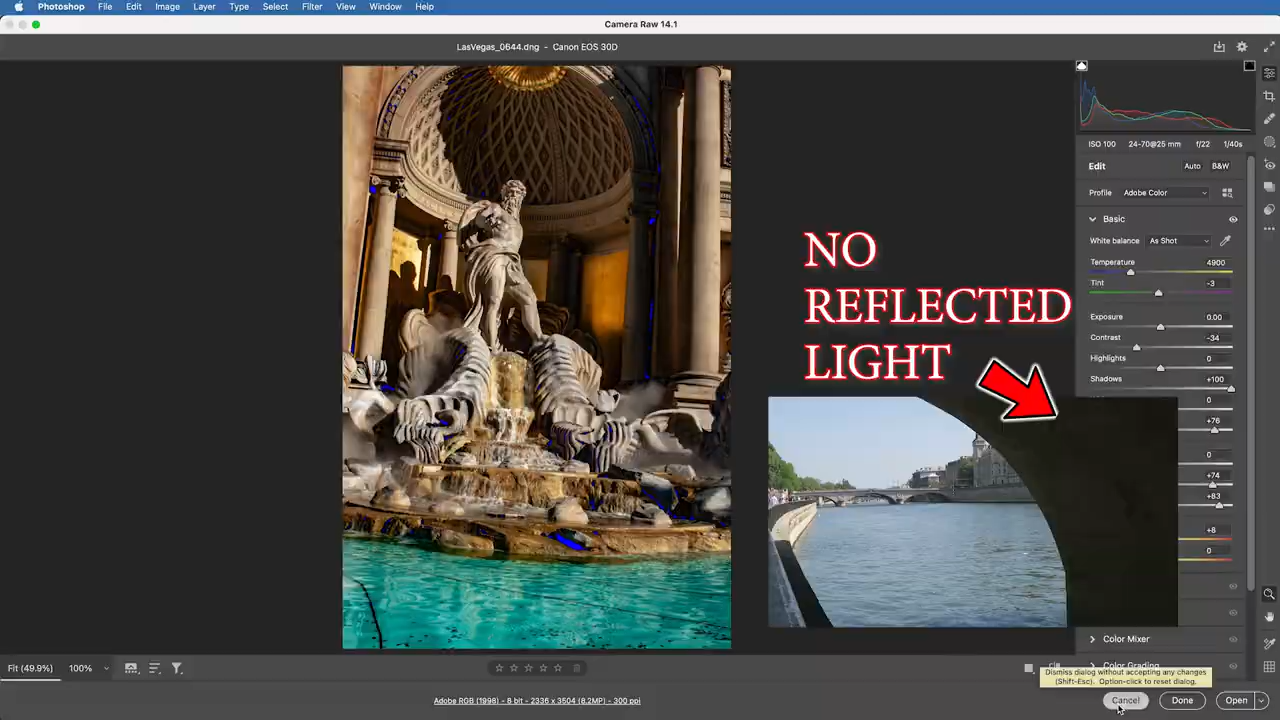 Photoshop File Edit Image Layer Type Select Filter View Window Help
Camera Raw 14.1
LasVegas_0644.dng - Canon EOS 30D
ISO 100 24-70@25 mm f/22 1/40s
Edit Auto B&W
Profile Adobe Color
Basic
White balance As Shot
Temperature 4900
Tint -3
Exposure 0.00
Contrast -34
Highlights 0
Shadows +100
0
+76
0
+74
+83
+8
0
NO
REFLECTED
LIGHT
Color Mixer
Color Grading
Fit (49.9%) 100%
Dismiss dialog without accepting any changes
(Shift-Esc). Option-click to reset dialog.
Adobe RGB (1998) - 8 bit - 2336 x 3504 (8.2MP) - 300 ppi
Cancel Done Open